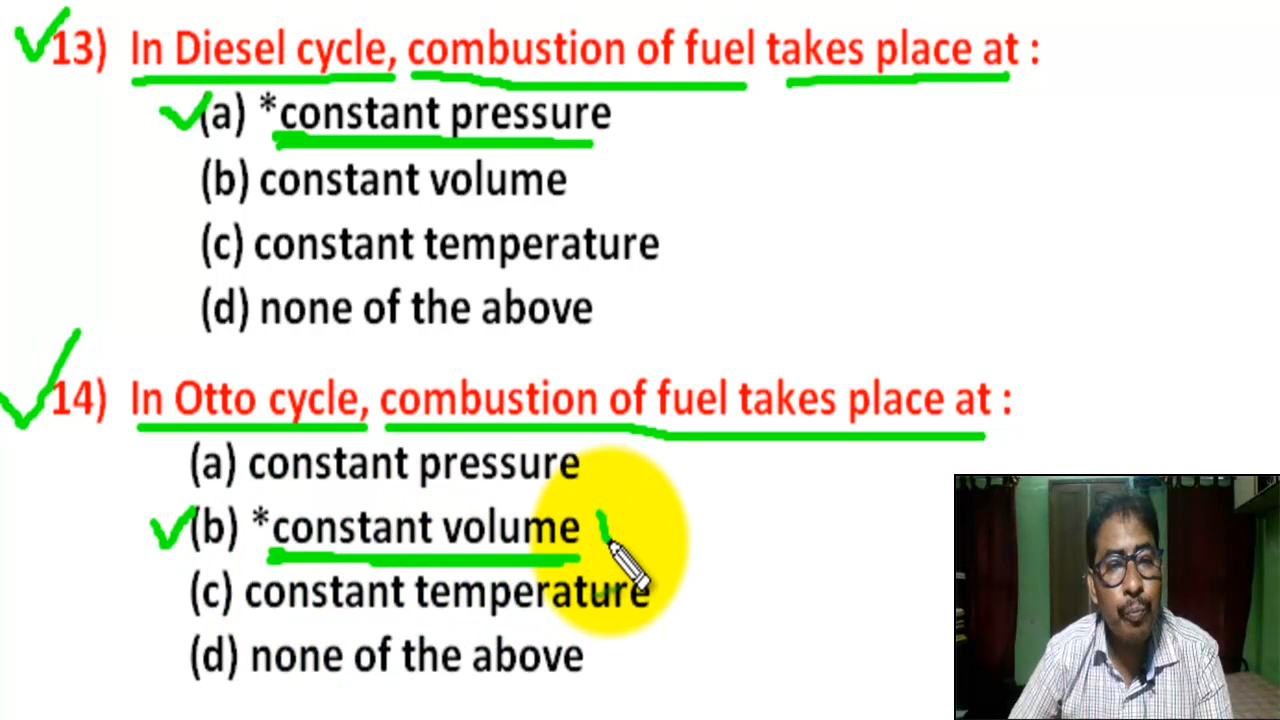 13) In Diesel cycle, combustion of fuel takes place at :
(a) *constant pressure
(b) constant volume
(c) constant temperature
(d) none of the above
14) In Otto cycle, combustion of fuel takes place at :
(a) constant pressure
(b) *constant volume
(c) constant temperature
(d) none of the above